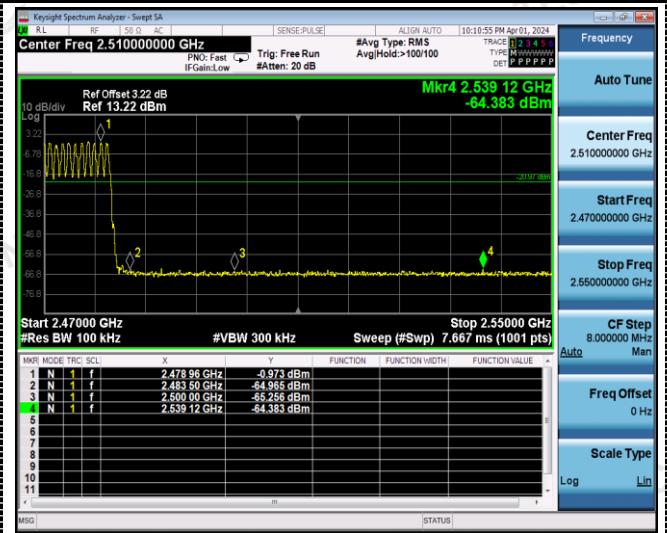 Keysight Spectrum Analyzer - Swept SA
RL RF 50 Ω AC SENSE:PULSE ALIGN AUTO 10:10:55 PM Apr 01, 2024
Center Freq 2.510000000 GHz
PNO: Fast
IFGain:Low
Trig: Free Run
#Atten: 20 dB
#Avg Type: RMS
Avg|Hold:>100/100
TRACE 1 2 3 4 5 6
TYPE M
DET P P P P P P
Ref Offset 3.22 dB
10 dB/div Ref 13.22 dBm
Log
Mkr4 2.539 12 GHz
-64.383 dBm
1
3.22
-6.78
-16.8
-20.97 dBm
-26.8
-36.8
-46.8
-56.8
2
3
4
-66.8
-76.8
Start 2.47000 GHz Stop 2.55000 GHz
#Res BW 100 kHz #VBW 300 kHz Sweep (#Swp) 7.667 ms (1001 pts)
MKR MODE TRC SCL X Y FUNCTION FUNCTION WIDTH FUNCTION VALUE
1 N 1 f 2.478 96 GHz -0.973 dBm
2 N 1 f 2.483 50 GHz -64.965 dBm
3 N 1 f 2.500 00 GHz -65.256 dBm
4 N 1 f 2.539 12 GHz -64.383 dBm
5
6
7
8
9
10
11
MSG STATUS
Frequency
Auto Tune
Center Freq
2.510000000 GHz
Start Freq
2.470000000 GHz
Stop Freq
2.550000000 GHz
CF Step
8.000000 MHz
Auto Man
Freq Offset
0 Hz
Scale Type
Log Lin